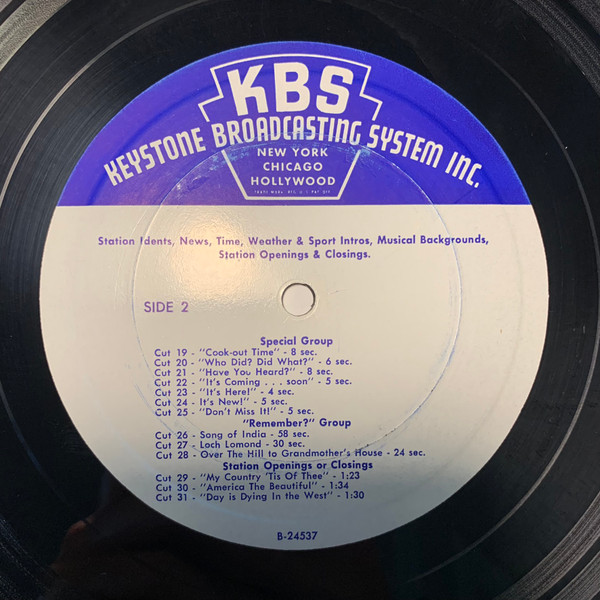 KBS
KEYSTONE BROADCASTING SYSTEM INC.
NEW YORK
CHICAGO
HOLLYWOOD
TRADE MARK REG. U S PAT OFF
Station Idents, News, Time, Weather & Sport Intros, Musical Backgrounds,
Station Openings & Closings.
SIDE 2
Special Group
Cut 19 - "Cook-out Time" - 8 sec.
Cut 20 - "Who Did? Did What?" - 6 sec.
Cut 21 - "Have You Heard?" - 8 sec.
Cut 22 - "It's Coming . . . soon" - 5 sec.
Cut 23 - "It's Here!" - 4 sec.
Cut 24 - It's New!" - 5 sec.
Cut 25 - "Don't Miss It!" - 5 sec.
"Remember?" Group
Cut 26 - Song of India - 58 sec.
Cut 27 - Loch Lomond - 30 sec.
Cut 28 - Over The Hill to Grandmother's House - 24 sec.
Station Openings or Closings
Cut 29 - "My Country 'Tis Of Thee" - 1:23
Cut 30 - "America The Beautiful" - 1:34
Cut 31 - "Day is Dying In the West" - 1:30
B-24537